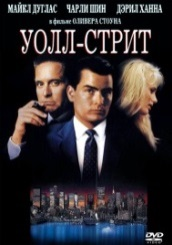 МАЙКЛ ДУГЛАС ЧАРЛИ ШИН ДЭРИЛ ХАННА
в фильме ОЛИВЕРА СТОУНА
УОЛЛ-СТРИТ
DVD